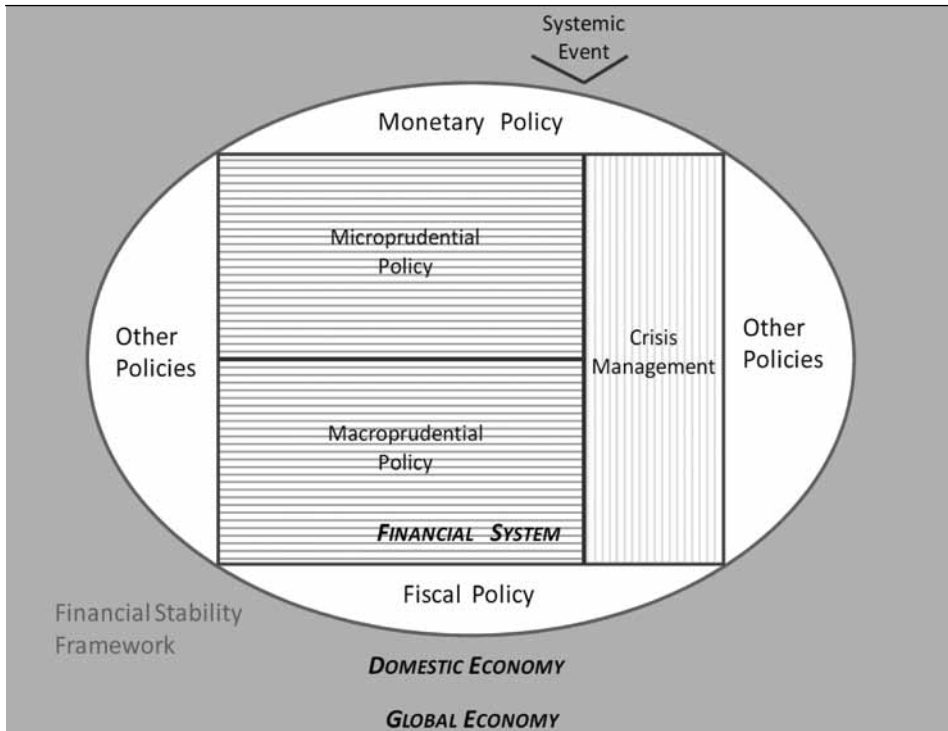 Systemic
Event
Monetary Policy
Microprudential
Policy
Other
Policies
Crisis
Management
Other
Policies
Macroprudential
Policy
FINANCIAL SYSTEM
Fiscal Policy
Financial Stability
Framework
DOMESTIC ECONOMY
GLOBAL ECONOMY